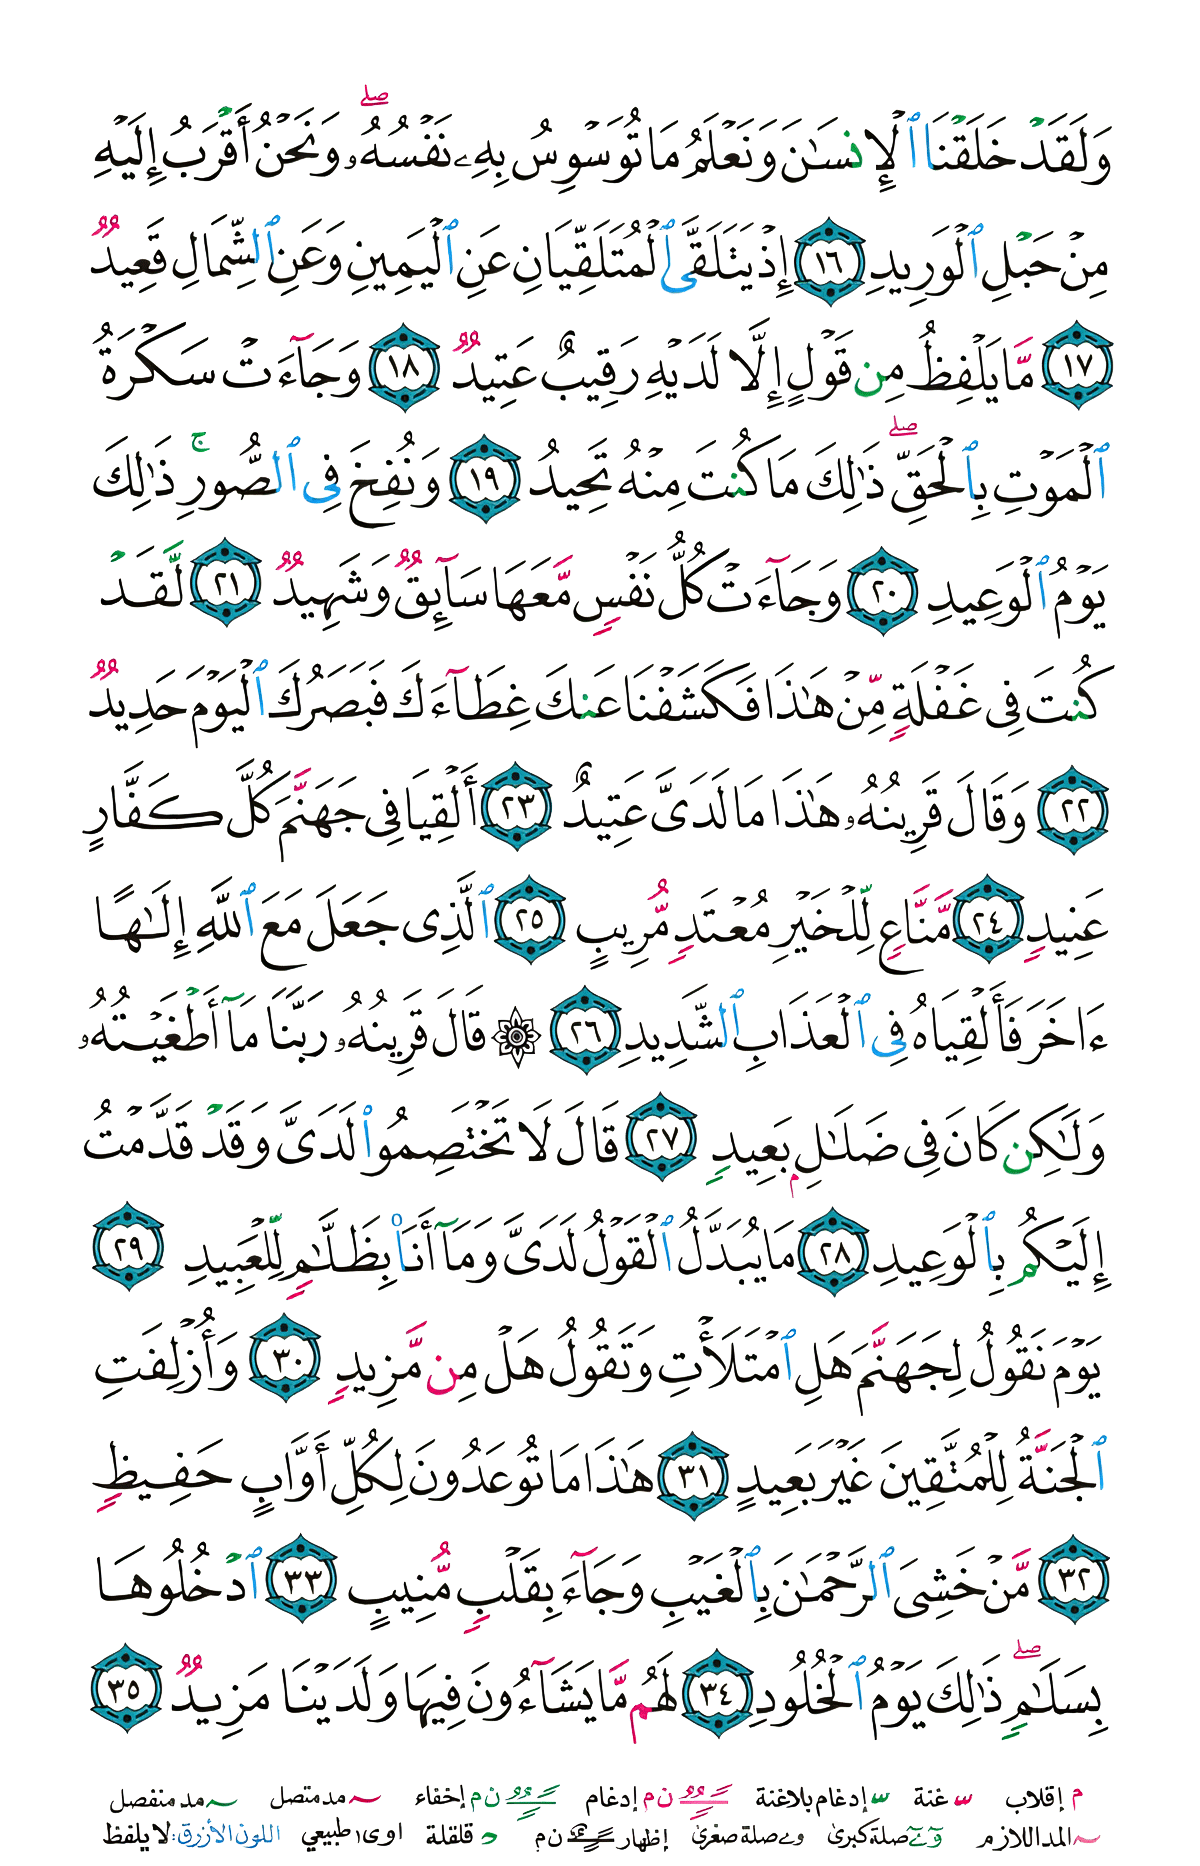 وَلَقَدْ خَلَقْنَا ٱلْإِنسَـٰنَ وَنَعْلَمُ مَا تُوَسْوِسُ بِهِۦ نَفْسُهُۥ ۖ وَنَحْنُ أَقْرَبُ إِلَيْهِ
مِنْ حَبْلِ ٱلْوَرِيدِ ١٦ إِذْ يَتَلَقَّى ٱلْمُتَلَقِّيَانِ عَنِ ٱلْيَمِينِ وَعَنِ ٱلشِّمَالِ قَعِيدٌ
١٧ مَّا يَلْفِظُ مِن قَوْلٍ إِلَّا لَدَيْهِ رَقِيبٌ عَتِيدٌ ١٨ وَجَآءَتْ سَكْرَةُ
ٱلْمَوْتِ بِٱلْحَقِّ ۖ ذَٰلِكَ مَا كُنتَ مِنْهُ تَحِيدُ ١٩ وَنُفِخَ فِى ٱلصُّورِ ۚ ذَٰلِكَ
يَوْمُ ٱلْوَعِيدِ ٢٠ وَجَآءَتْ كُلُّ نَفْسٍ مَّعَهَا سَآئِقٌ وَشَهِيدٌ ٢١ لَّقَدْ
كُنتَ فِى غَفْلَةٍ مِّنْ هَـٰذَا فَكَشَفْنَا عَنكَ غِطَآءَكَ فَبَصَرُكَ ٱلْيَوْمَ حَدِيدٌ
٢٢ وَقَالَ قَرِينُهُۥ هَـٰذَا مَا لَدَىَّ عَتِيدٌ ٢٣ أَلْقِيَا فِى جَهَنَّمَ كُلَّ كَفَّارٍ
عَنِيدٍ ٢٤ مَّنَّاعٍ لِّلْخَيْرِ مُعْتَدٍ مُّرِيبٍ ٢٥ ٱلَّذِى جَعَلَ مَعَ ٱللَّهِ إِلَـٰهًا
ءَاخَرَ فَأَلْقِيَاهُ فِى ٱلْعَذَابِ ٱلشَّدِيدِ ٢٦ ۞ قَالَ قَرِينُهُۥ رَبَّنَا مَآ أَطْغَيْتُهُۥ
وَلَـٰكِن كَانَ فِى ضَلَـٰلٍۭ بَعِيدٍ ٢٧ قَالَ لَا تَخْتَصِمُوا لَدَىَّ وَقَدْ قَدَّمْتُ
إِلَيْكُم بِٱلْوَعِيدِ ٢٨ مَا يُبَدَّلُ ٱلْقَوْلُ لَدَىَّ وَمَآ أَنَا۠ بِظَلَّـٰمٍ لِّلْعَبِيدِ ٢٩
يَوْمَ نَقُولُ لِجَهَنَّمَ هَلِ ٱمْتَلَأْتِ وَتَقُولُ هَلْ مِن مَّزِيدٍ ٣٠ وَأُزْلِفَتِ
ٱلْجَنَّةُ لِلْمُتَّقِينَ غَيْرَ بَعِيدٍ ٣١ هَـٰذَا مَا تُوعَدُونَ لِكُلِّ أَوَّابٍ حَفِيظٍ
٣٢ مَّنْ خَشِىَ ٱلرَّحْمَـٰنَ بِٱلْغَيْبِ وَجَآءَ بِقَلْبٍ مُّنِيبٍ ٣٣ ٱدْخُلُوهَا
بِسَلَـٰمٍ ۖ ذَٰلِكَ يَوْمُ ٱلْخُلُودِ ٣٤ لَهُم مَّا يَشَآءُونَ فِيهَا وَلَدَيْنَا مَزِيدٌ ٣٥
م إقلاب غنة إدغام بلاغنة ن م إدغام ن م إخفاء مد متصل مد منفصل
المد اللازم و ے صلة كبرى و ے صلة صغرى إظهار ن م قلقلة اوى طبيعي اللون الأزرق: لا يلفظ